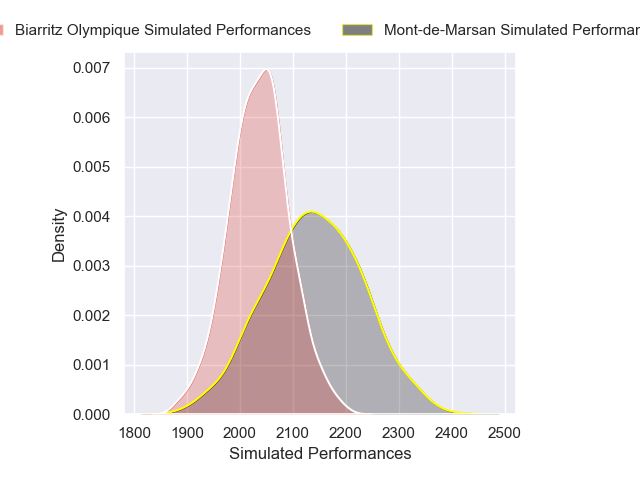 Biarritz Olympique Simulated Performances
Mont-de-Marsan Simulated
0.007
0.006
0.005
0.004
0.003
0.002
0.001
0.000
Density
1800 1900 2000 2100 2200 2300 2400 2500
Simulated Performances